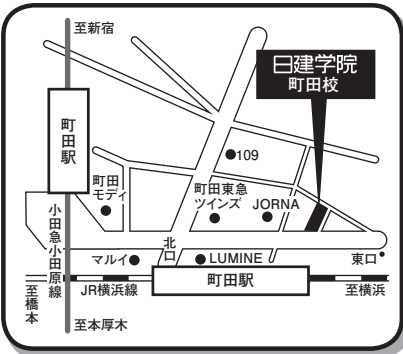 至新宿
日建学院
町田校
町田駅
109
町田
モディ
町田東急
ツインズ
JORNA
小田急小田原線
北口
マルイ
LUMINE
東口
町田駅
至橋本
JR横浜線
至横浜
至本厚木